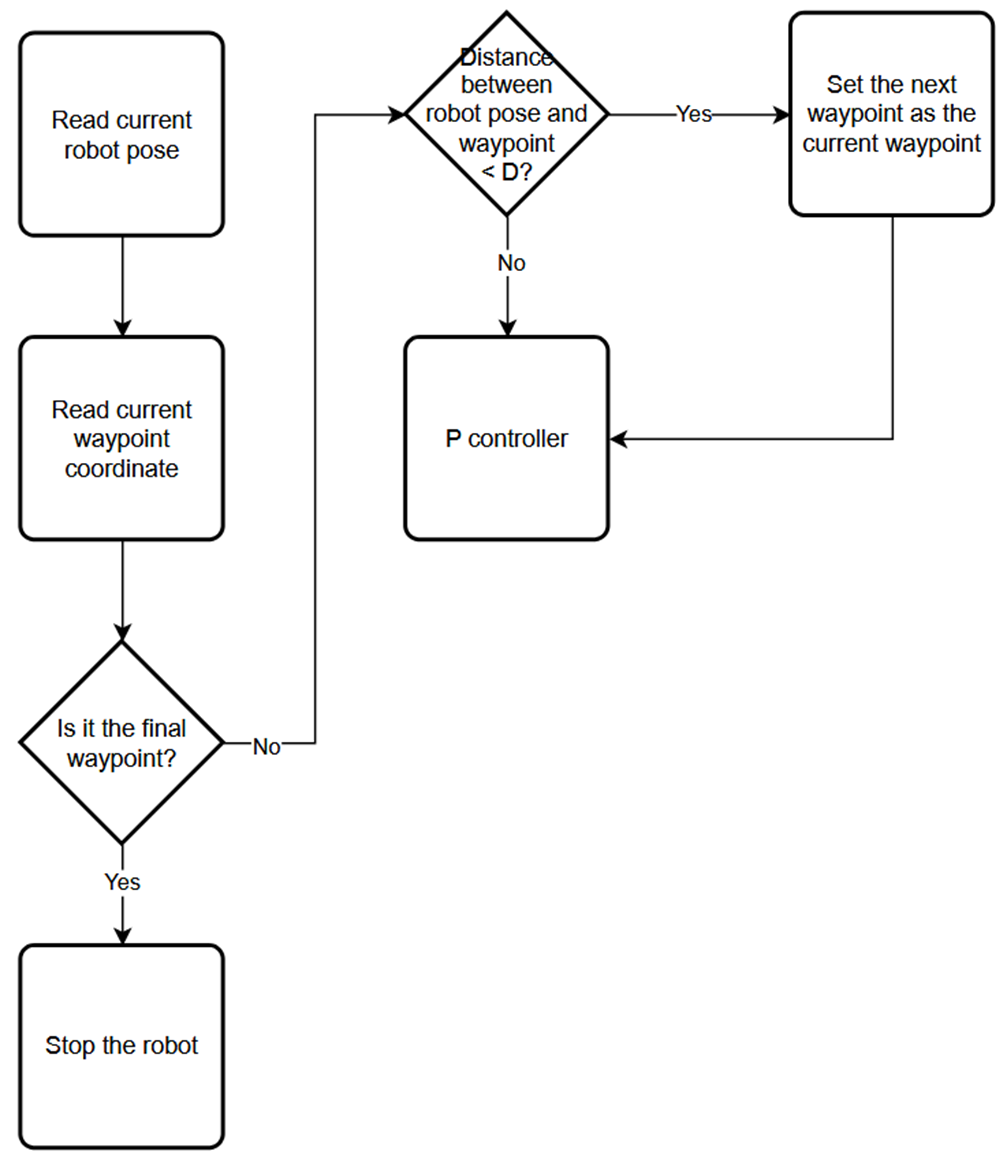 Read current
robot pose
Read current
waypoint
coordinate
Is it the final
waypoint?
No
Yes
Stop the robot
Distance
between
robot pose and
waypoint
< D?
Yes
No
Set the next
waypoint as the
current waypoint
P controller